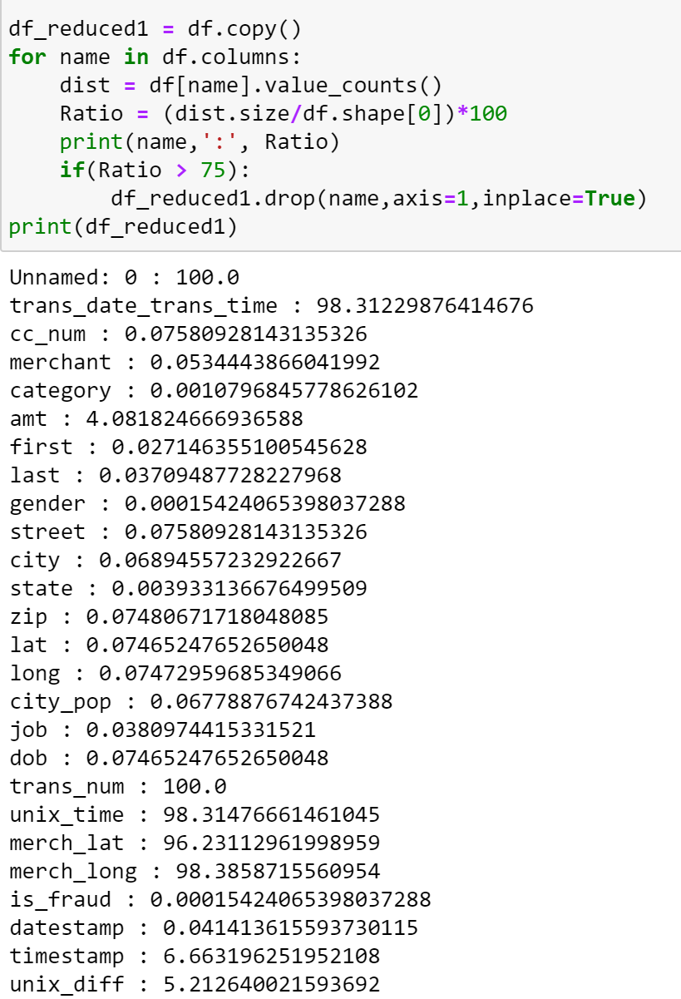 df_reduced1 = df.copy()
for name in df.columns:
    dist = df[name].value_counts()
    Ratio = (dist.size/df.shape[0])*100
    print(name,':', Ratio)
    if(Ratio > 75):
        df_reduced1.drop(name,axis=1,inplace=True)
print(df_reduced1)
Unnamed: 0 : 100.0
trans_date_trans_time : 98.31229876414676
cc_num : 0.07580928143135326
merchant : 0.0534443866041992
category : 0.0010796845778626102
amt : 4.081824666936588
first : 0.027146355100545628
last : 0.03709487728227968
gender : 0.00015424065398037288
street : 0.07580928143135326
city : 0.06894557232922667
state : 0.003933136676499509
zip : 0.07480671718048085
lat : 0.07465247652650048
long : 0.07472959685349066
city_pop : 0.06778876742437388
job : 0.0380974415331521
dob : 0.07465247652650048
trans_num : 100.0
unix_time : 98.31476661461045
merch_lat : 96.23112961998959
merch_long : 98.3858715560954
is_fraud : 0.00015424065398037288
datestamp : 0.041413615593730115
timestamp : 6.663196251952108
unix_diff : 5.212640021593692